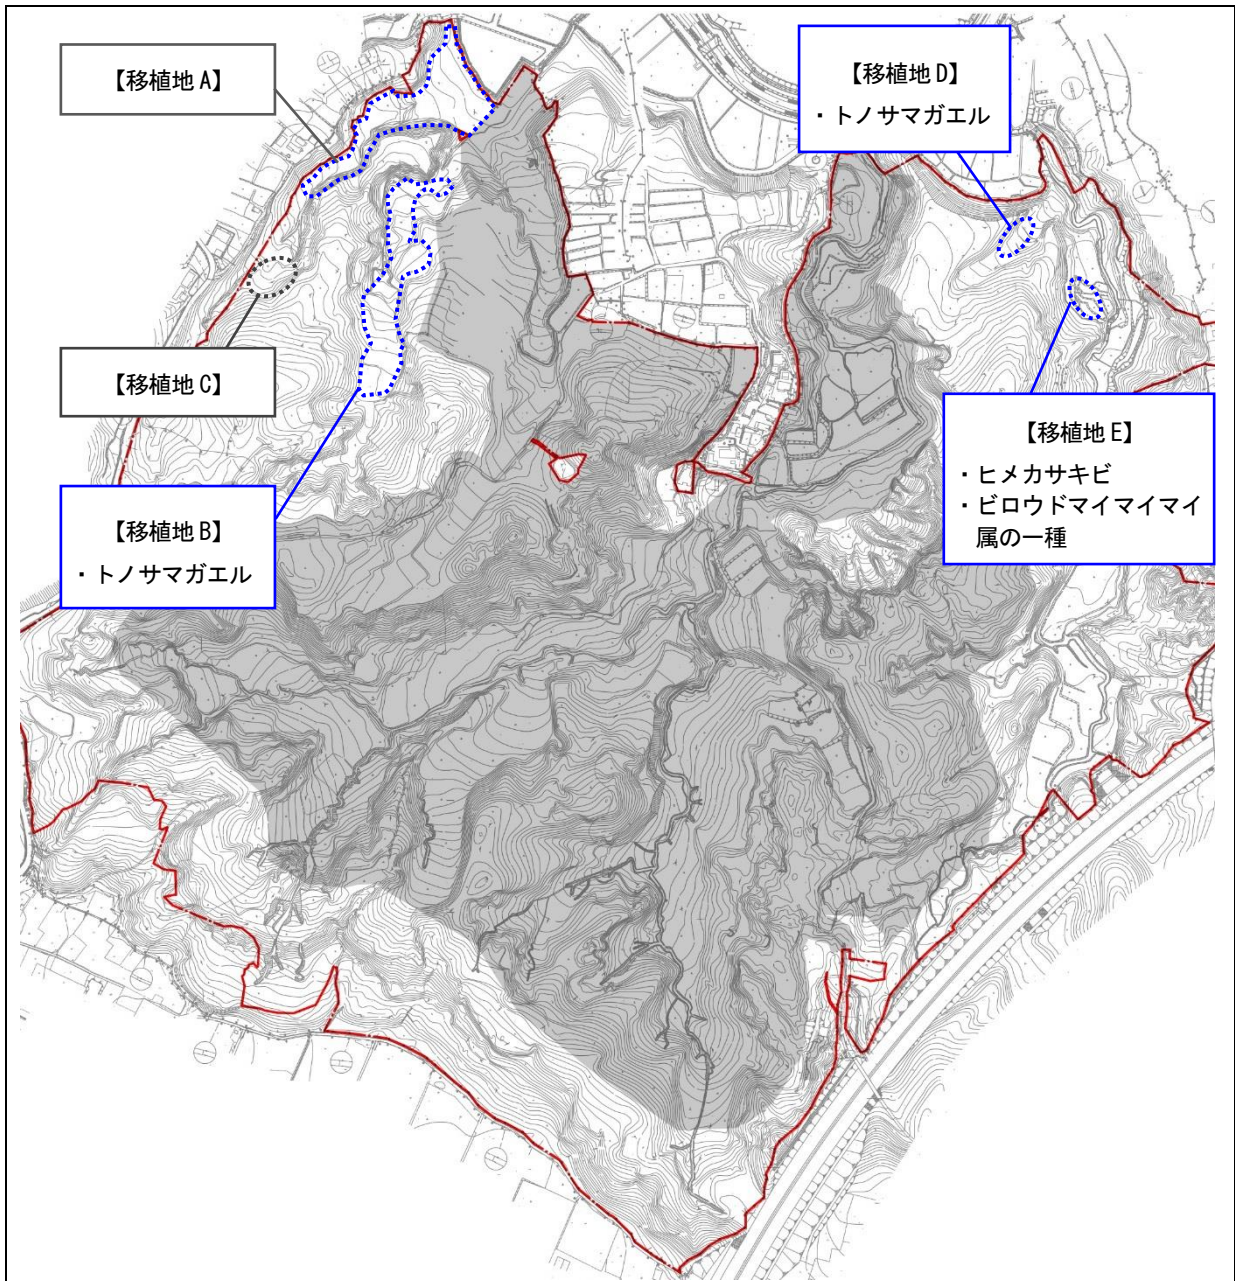 【移植地 A】
【移植地 D】
・トノサマガエル
【移植地 C】
【移植地 E】
・ヒメカサキビ
・ビロウドマイマイマイ
属の一種
【移植地 B】
・トノサマガエル